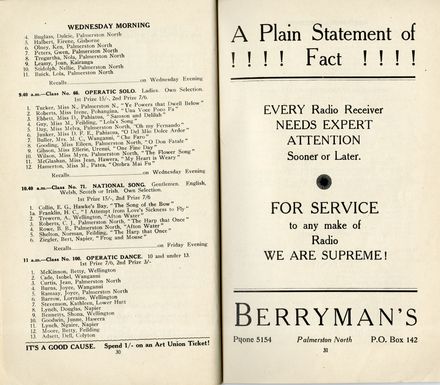 WEDNESDAY MORNING
4. Bugbass, Dulcie, Palmerston North
5. Halbert, Eirene, Gisborne
6. Olney, Ken, Palmerston North
7. Peters, Gwen, Palmerston North
8. Tregurtha, Nola, Palmerston North
9. Leamy, Joan, Kairanga
10. Stidolph, Nellie, Palmerston North
11. Buick, Lola, Palmerston North
Recalls on Wednesday Evening
9.40 a.m—Class No. 66. OPERATIC SOLO. Ladies. Own Selection.
1st Prize 15/-, 2nd Prize 7/6
1. Tucker, Miss N., Palmerston N., "Ye Powers that Dwell Below"
2. Roberts, Miss Irene, Pohangina, "Una Voce Poco Fa"
3. Ebbett, Miss D., Pahiatua, "Samson and Delilah"
4. Guy, Miss M., Feilding, "Lola's Song"
5. Day, Miss Melva, Palmerston North, "Oh my Fernando"
6. Junker, Miss D. F. E., Pahiatua, "O Del Mio Dolce Ardor"
7. Buller, Mrs. M. C., Wanganui, "Che Faro"
8. Gooding, Miss Eileen, Palmerston North, "O Don Fatale"
9. Gibson, Miss Ellerie, Urenui, "One Fine Day"
10. Wilson, Miss Myra, Palmerston North, "The Flower Song"
11. McGlashan, Miss Jean, Hawera, "My Heart is Weary"
12. Hamerton, Miss M., Patea, "Ombra Mai Fu"
Recalls on Wednesday Evening
10.40 a.m—Class No. 71. NATIONAL SONG. Gentlemen. English,
Welsh, Scotch or Irish. Own Selection.
1st Prize 15/-, 2nd Prize 7/6
1. Collin, E. G., Hawke's Bay, "The Song of the Bow"
1a. Franklin, H. C., "I Attempt from Love's Sickness to Fly"
2. Trewern, A., Wellington, "Afton Water"
3. Roberts, C. J., Palmerston North, "The Harp that Once"
4. Rowe, B. B., Palmerston North, "Afton Water"
5. Shelton, Norman, Feilding, "The Harp that Once"
6. Ziegler, Bert, Napier, "Frog and Mouse"
Recalls on Friday Evening
11 a.m—Class No. 100. OPERATIC DANCE. 10 and under 13.
1st Prize 7/6, 2nd Prize 3/-
1. McKinnon, Betty, Wellington
2. Doyd, Isobel, Wanganui
3. Curtis, Jean, Palmerston North
4. Burns, Joyce, Wanganui
5. Ramsay, Joyce, Palmerston North
6. Barrow, Lorraine, Wellington
7. Stevenson, Kathleen, Lower Hutt
8. Lynch, Douglas, Napier
9. Bennetts, Shona, Wellington
10. Goodwin, Junne, Hawera
11. Lynch, Ngaire, Napier
12. Moore, Betty, Feilding
13. Adsett, Dell, Colyton
IT'S A GOOD CAUSE. Spend 1/- on an Art Union Ticket!
30
A Plain Statement of
! ! ! ! Fact ! ! ! !
EVERY Radio Receiver
NEEDS EXPERT
ATTENTION
Sooner or Later.
FOR SERVICE
to any make of
Radio
WE ARE SUPREME!
BERRYMAN'S
Phone 5154 Palmerston North P.O. Box 142
31